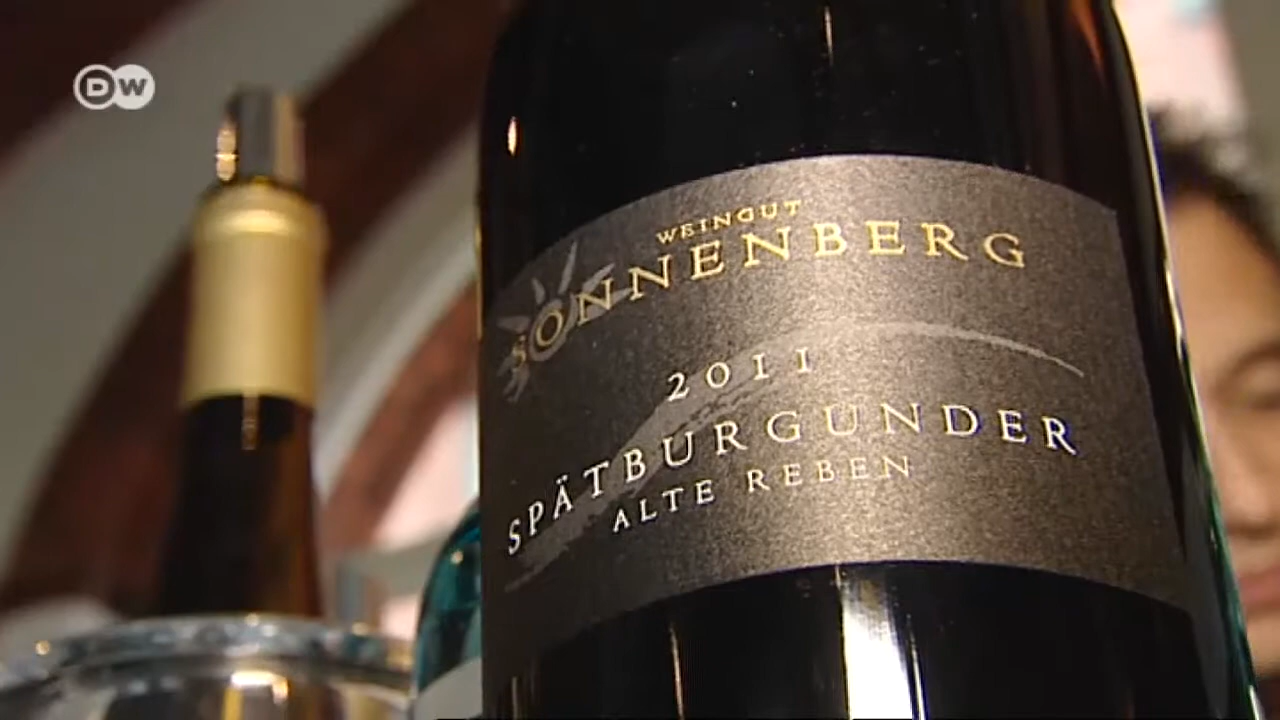 DW
WEINGUT
SONNENBERG
2011
SPÄTBURGUNDER
ALTE REBEN